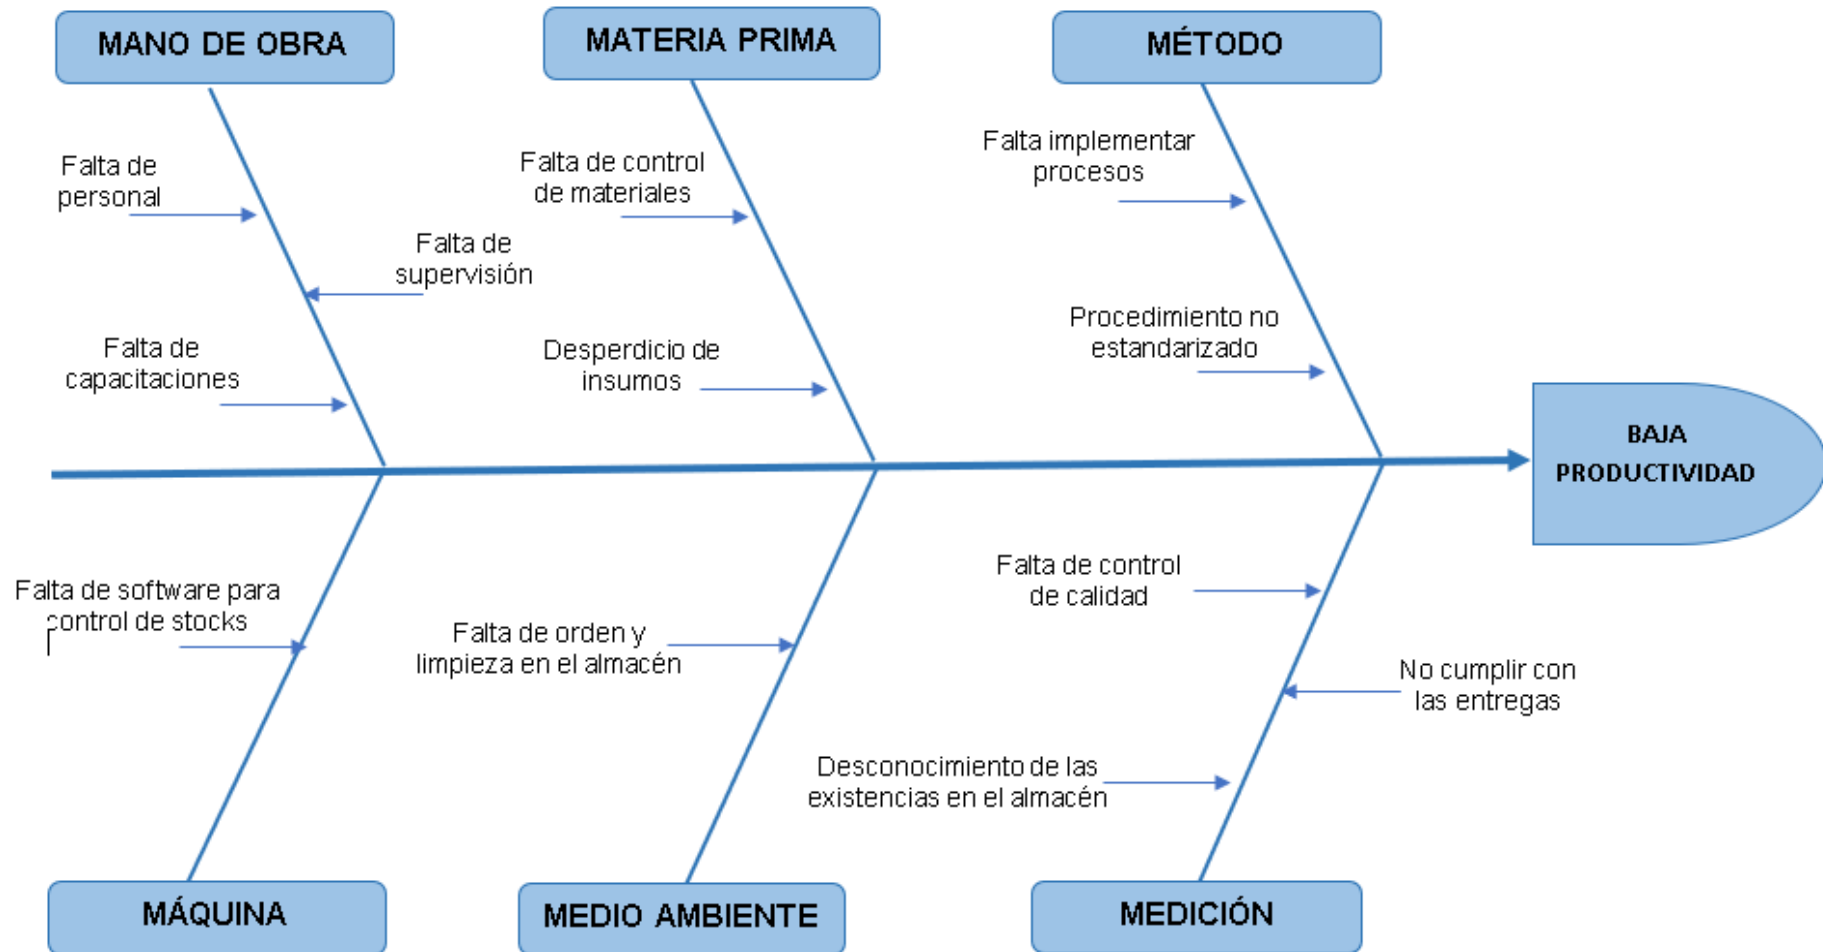 MANO DE OBRA
MATERIA PRIMA
MÉTODO
Falta de
personal
Falta de
supervisión
Falta de
capacitaciones
Falta de control
de materiales
Desperdicio de
insumos
Falta implementar
procesos
Procedimiento no
estandarizado
BAJA
PRODUCTIVIDAD
Falta de software para
control de stocks
Falta de orden y
limpieza en el almacén
Falta de control
de calidad
No cumplir con
las entregas
Desconocimiento de las
existencias en el almacén
MÁQUINA
MEDIO AMBIENTE
MEDICIÓN